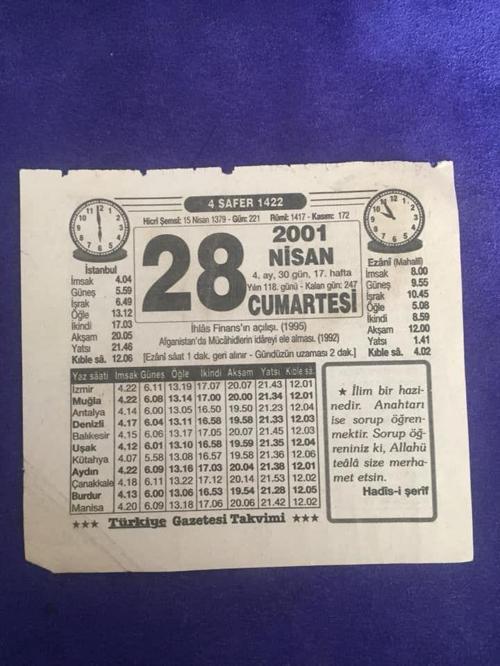 4 SAFER 1422
Hicrî Şemsî: 15 Nisan 1379 - Gün: 221 Rûmî: 1417 - Kasım: 172
28
2001
NİSAN
4. ay, 30 gün, 17. hafta
Yılın 118. günü - Kalan gün: 247
CUMARTESİ
İstanbul
İmsak 4.04
Güneş 5.59
İşrak 6.49
Öğle 13.12
İkindi 17.03
Akşam 20.05
Yatsı 21.46
Kıble sâ. 12.06
Ezânî (Mahallî)
İmsak 8.00
Güneş 9.55
İşrak 10.45
Öğle 5.08
İkindi 8.59
Akşam 12.00
Yatsı 1.41
Kıble sâ. 4.02
İhlâs Finans'ın açılışı. (1995)
Afganistan'da Mücâhidlerin idâreyi ele alması. (1992)
[Ezânî sâat 1 dak. geri alınır - Gündüzün uzaması 2 dak.]
Yaz sâati İmsak Güneş Öğle İkindi Akşam Yatsı Kıble sâ.
İzmir 4.22 6.11 13.19 17.07 20.07 21.43 12.01
Muğla 4.22 6.08 13.14 17.00 20.00 21.34 12.01
Antalya 4.14 6.00 13.05 16.50 19.50 21.23 12.04
Denizli 4.17 6.04 13.11 16.58 19.58 21.33 12.03
Balıkesir 4.15 6.06 13.17 17.05 20.07 21.45 12.03
Uşak 4.12 6.01 13.10 16.58 19.59 21.35 12.04
Kütahya 4.07 5.58 13.08 16.57 19.58 21.36 12.06
Aydın 4.22 6.09 13.16 17.03 20.04 21.38 12.01
Çanakkale 4.18 6.11 13.22 17.12 20.14 21.53 12.02
Burdur 4.13 6.00 13.06 16.53 19.54 21.28 12.05
Manisa 4.20 6.09 13.18 17.06 20.06 21.42 12.02
★ İlim bir hazi-
nedir. Anahtarı
ise sorup öğren-
mektir. Sorup öğ-
reniniz ki, Allahü
teâlâ size merha-
met etsin.
Hadîs-i şerîf
★★★ Türkiye Gazetesi Takvimi ★★★